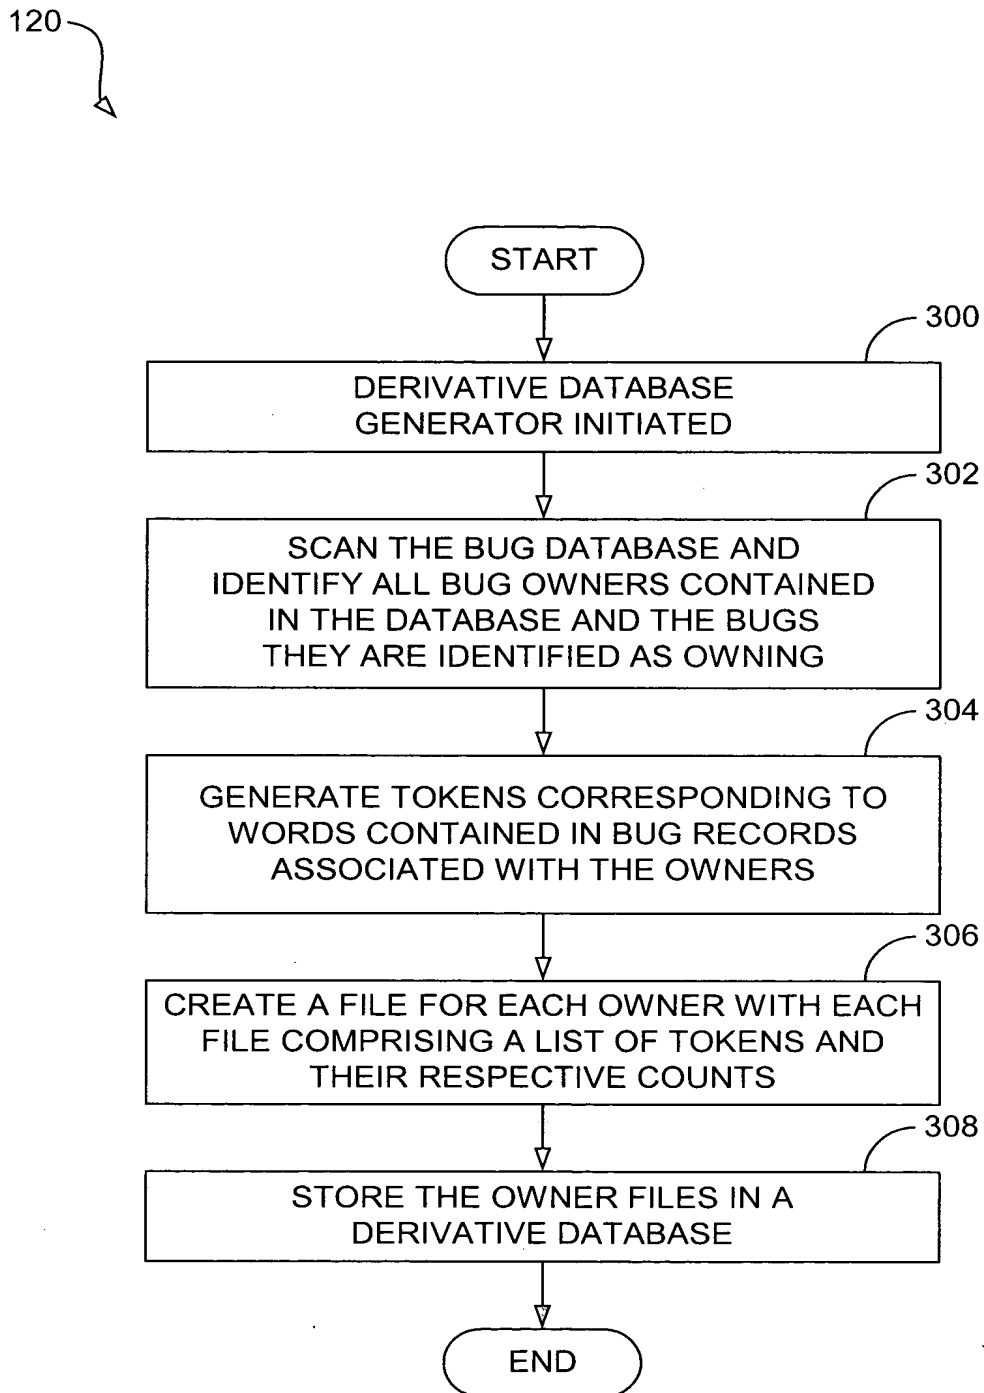 120
START
300
DERIVATIVE DATABASE
GENERATOR INITIATED
302
SCAN THE BUG DATABASE AND
IDENTIFY ALL BUG OWNERS CONTAINED
IN THE DATABASE AND THE BUGS
THEY ARE IDENTIFIED AS OWNING
304
GENERATE TOKENS CORRESPONDING TO
WORDS CONTAINED IN BUG RECORDS
ASSOCIATED WITH THE OWNERS
306
CREATE A FILE FOR EACH OWNER WITH EACH
FILE COMPRISING A LIST OF TOKENS AND
THEIR RESPECTIVE COUNTS
308
STORE THE OWNER FILES IN A
DERIVATIVE DATABASE
END